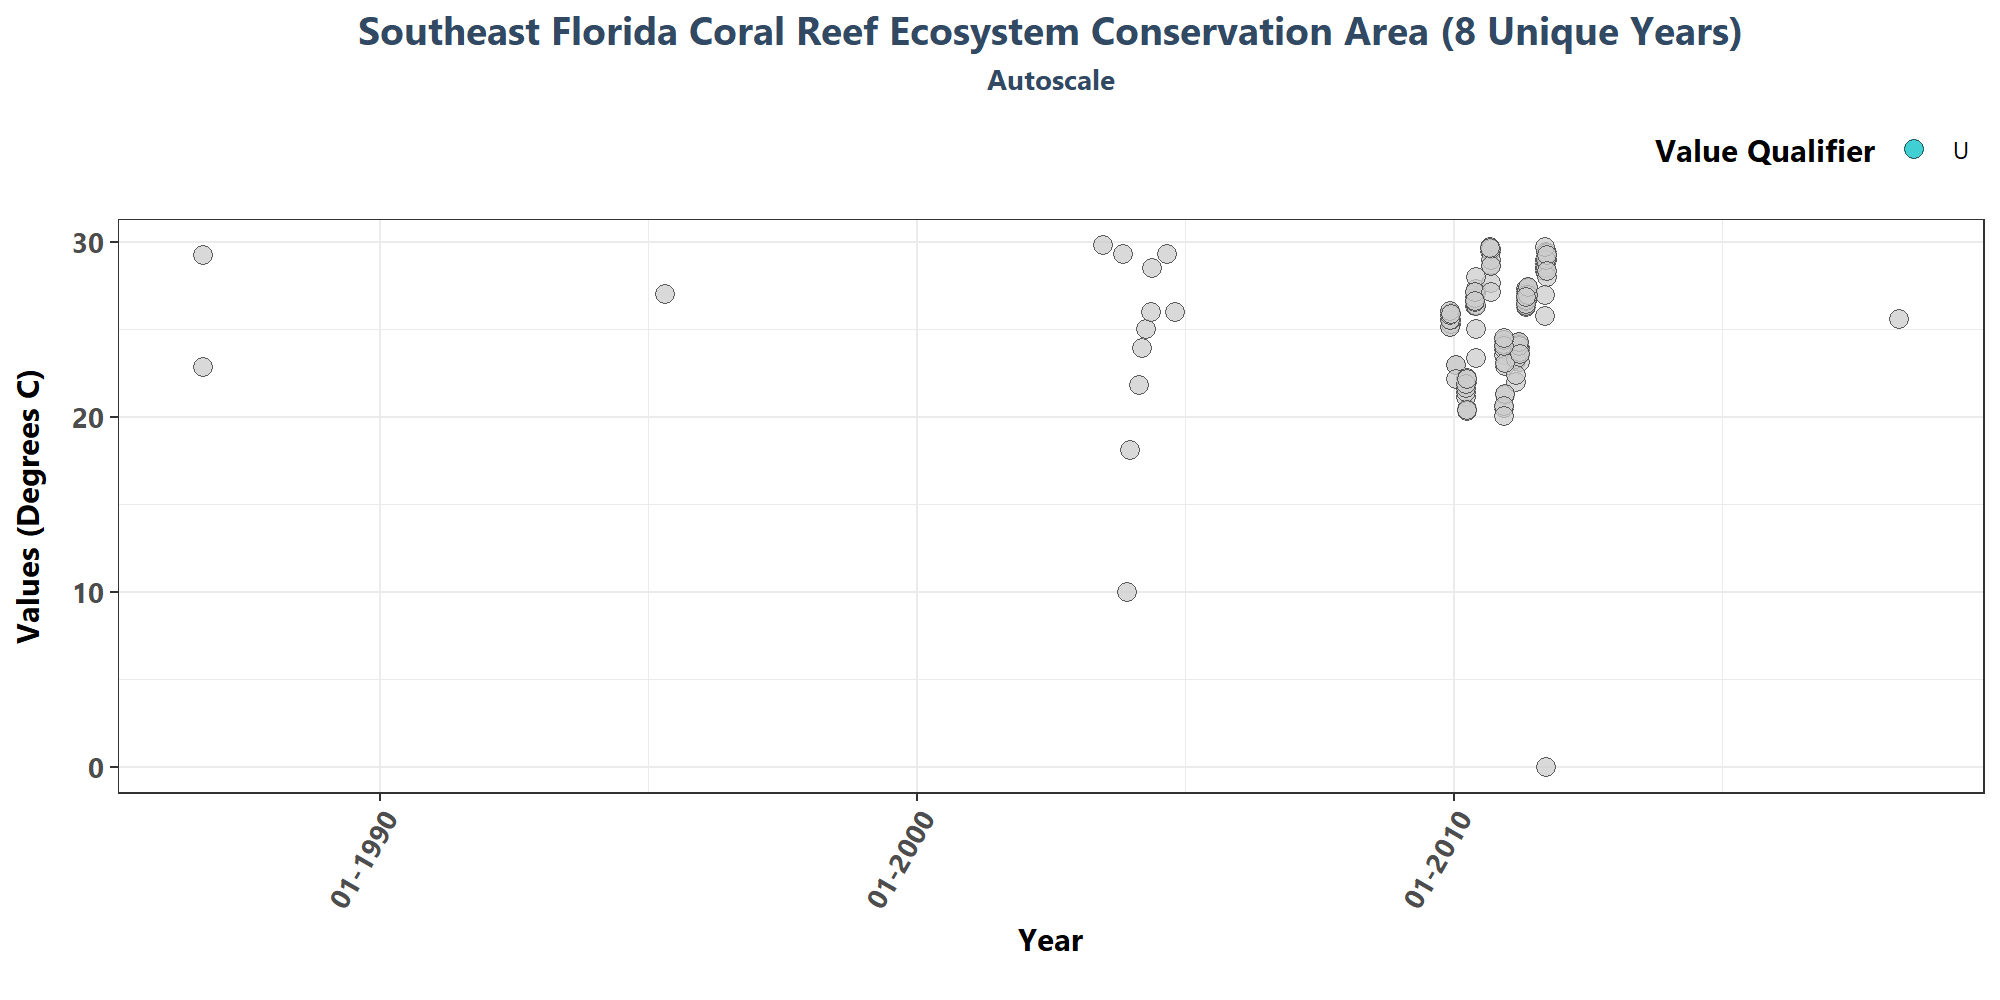 Southeast Florida Coral Reef Ecosystem Conservation Area (8 Unique Years)
Autoscale
Value Qualifier U
Values (Degrees C)
30
20
10
0
01-1990
01-2000
01-2010
Year